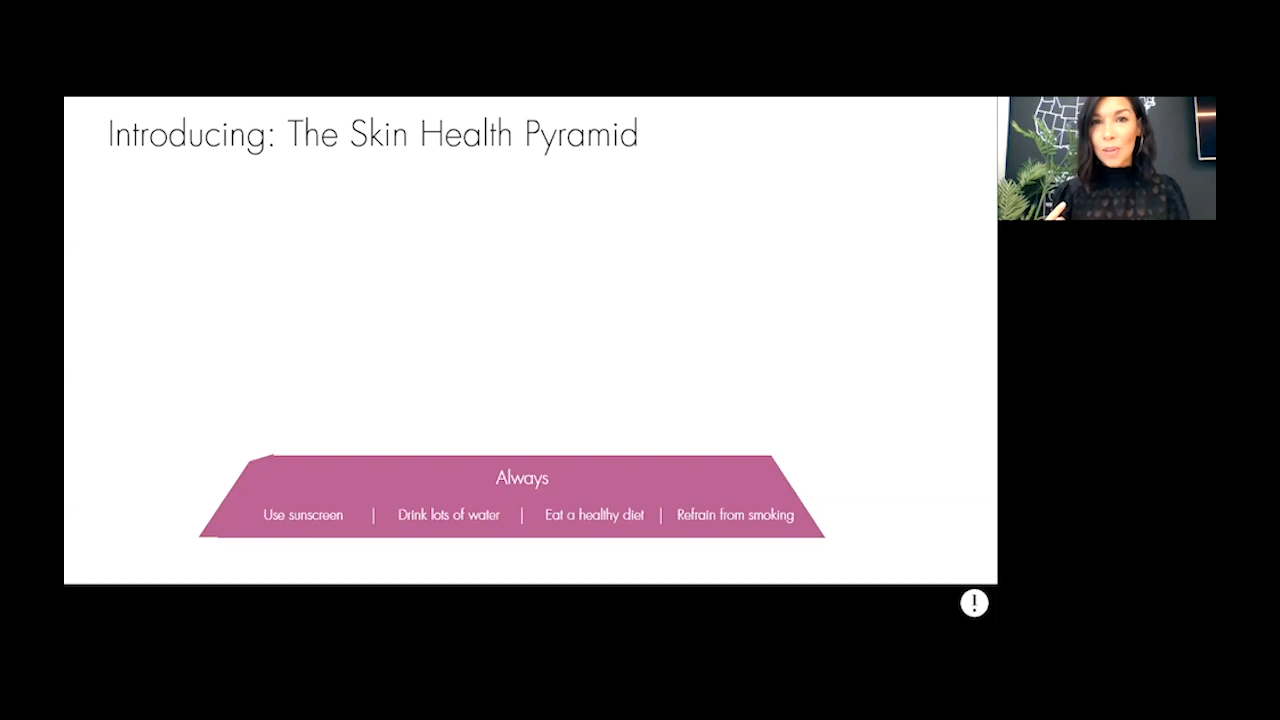 Introducing: The Skin Health Pyramid
Always
Use sunscreen | Drink lots of water | Eat a healthy diet | Refrain from smoking
!